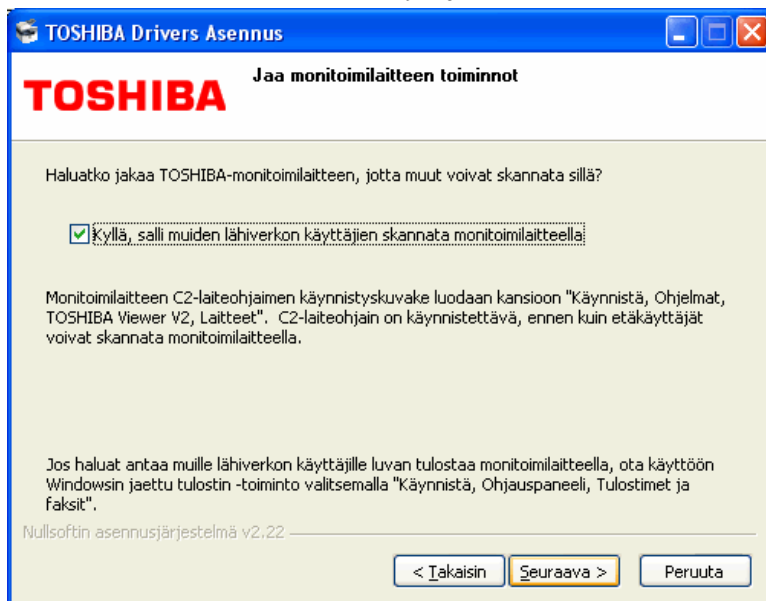 TOSHIBA Drivers Asennus
TOSHIBA
Jaa monitoimilaitteen toiminnot
Haluatko jakaa TOSHIBA-monitoimilaitteen, jotta muut voivat skannata sillä?
Kyllä, salli muiden lähiverkon käyttäjien skannata monitoimilaitteella
Monitoimilaitteen C2-laiteohjaimen käynnistyskuvake luodaan kansioon "Käynnistä, Ohjelmat,
TOSHIBA Viewer V2, Laitteet". C2-laiteohjain on käynnistettävä, ennen kuin etäkäyttäjät
voivat skannata monitoimilaitteella.
Jos haluat antaa muille lähiverkon käyttäjille luvan tulostaa monitoimilaitteella, ota käyttöön
Windowsin jaettu tulostin -toiminto valitsemalla "Käynnistä, Ohjauspaneeli, Tulostimet ja
faksit".
Nullsoftin asennusjärjestelmä v2.22
< Takaisin
Seuraava >
Peruuta